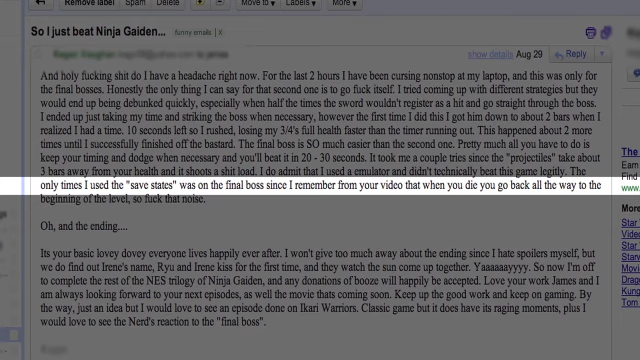 Remove label Spam Delete Move to Labels More
So I just beat Ninja Gaiden... funny emails x
show details Aug 29 Reply
And holy fucking shit do I have a headache right now. For the last 2 hours I have been cursing nonstop at my laptop, and this was only for
the final bosses. Honestly the only thing I can say for that second one is to go fuck itself. I tried coming up with different strategies but they
would end up being debunked quickly, especially when half the times the sword wouldn't register as a hit and go straight through the boss.
I ended up just taking my time and striking the boss when necessary, however the first time I did this I got him down to about 2 bars when I
realized I had a time. 10 seconds left so I rushed, losing my 3/4's full health faster than the timer running out. This happened about 2 more
times until I successfully finished off the bastard. The final boss is SO much easier than the second one. Pretty much all you have to do is
keep your timing and dodge when necessary and you'll beat it in 20 - 30 seconds. It took me a couple tries since the "projectiles" take about
3 bars away from your health and it shoots a shit load. I do admit that I used a emulator and didn't technically beat this game legitly. The
only times I used the "save states" was on the final boss since I remember from your video that when you die you go back all the way to the
beginning of the level, so fuck that noise.
Oh, and the ending....
Its your basic lovey dovey everyone lives happily ever after. I won't give too much away about the ending since I hate spoilers myself, but
we do find out Irene's name, Ryu and Irene kiss for the first time, and they watch the sun come up together. Yaaaaaayyyy. So now I'm off
to complete the rest of the NES trilogy of Ninja Gaiden, and any donations of booze will happily be accepted. Love your work James and I
am always looking forward to your next episodes, as well the movie thats coming soon. Keep up the good work and keep on gaming. By
the way, just an idea but I would love to see an episode done on Ikari Warriors. Classic game but it does have its raging moments, plus I
would love to see the Nerd's reaction to the "final boss".
The
Earn
Find
www.
More
Star
Video
Star
Starw
Movie
Drag
Kung
Tom